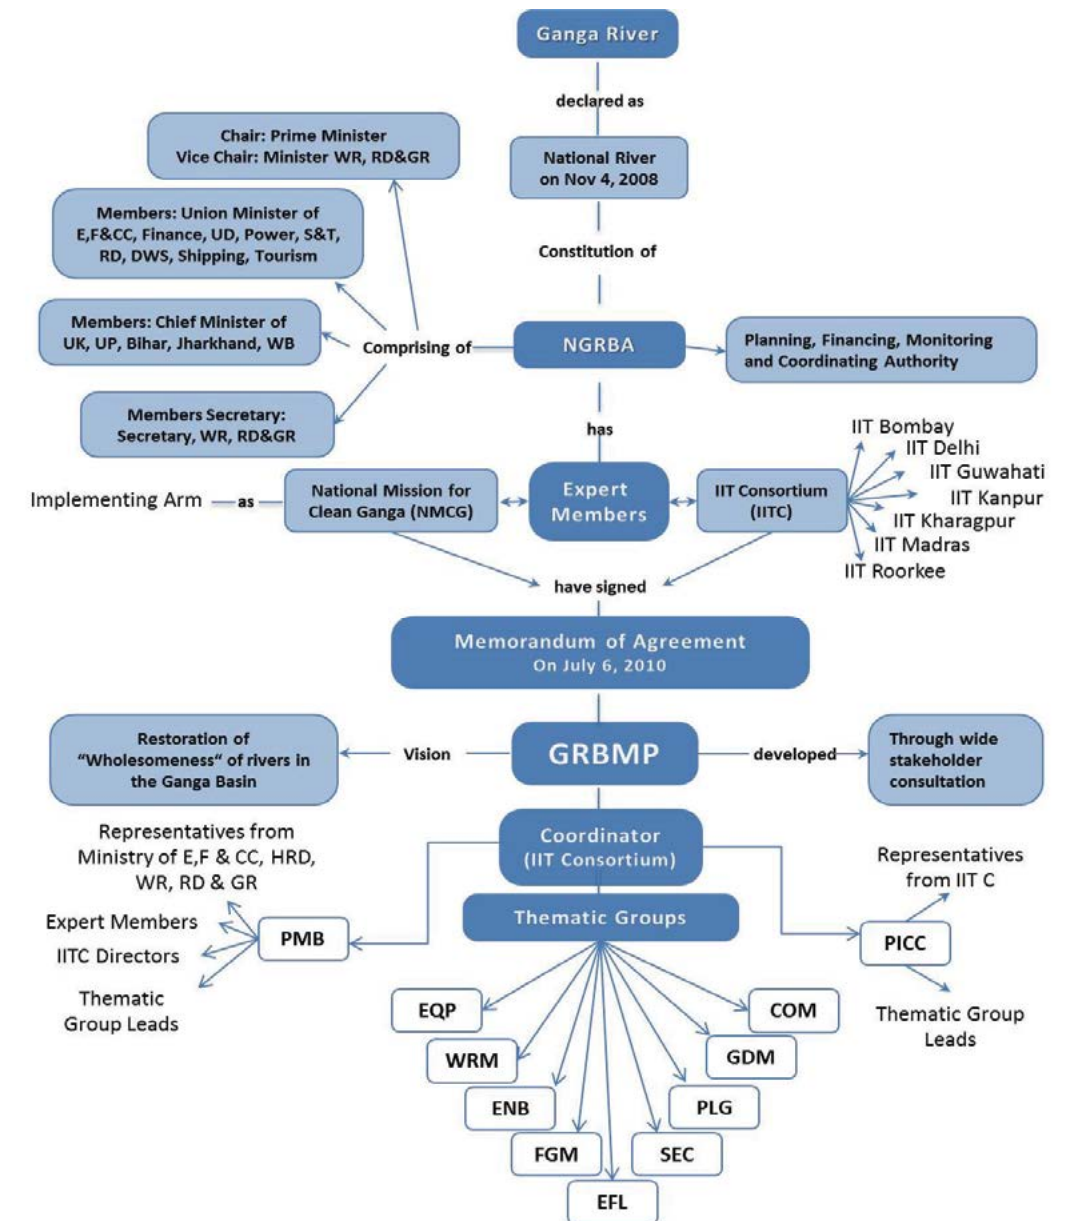 Ganga River
declared as
National River
on Nov 4, 2008
Constitution of
Chair: Prime Minister
Vice Chair: Minister WR, RD&GR
Members: Union Minister of
E,F&CC, Finance, UD, Power, S&T,
RD, DWS, Shipping, Tourism
Members: Chief Minister of
UK, UP, Bihar, Jharkhand, WB
Members Secretary:
Secretary, WR, RD&GR
Comprising of
NGRBA
Planning, Financing, Monitoring
and Coordinating Authority
has
Implementing Arm
as
National Mission for
Clean Ganga (NMCG)
Expert
Members
IIT Consortium
(IITC)
IIT Bombay
IIT Delhi
IIT Guwahati
IIT Kanpur
IIT Kharagpur
IIT Madras
IIT Roorkee
have signed
Memorandum of Agreement
On July 6, 2010
Restoration of
“Wholesomeness“ of rivers in
the Ganga Basin
Vision
GRBMP
developed
Through wide
stakeholder
consultation
Coordinator
(IIT Consortium)
Thematic Groups
Representatives from
Ministry of E,F & CC, HRD,
WR, RD & GR
Expert Members
IITC Directors
Thematic
Group Leads
PMB
Representatives
from IIT C
PICC
Thematic Group
Leads
EQP
WRM
ENB
FGM
EFL
SEC
PLG
GDM
COM